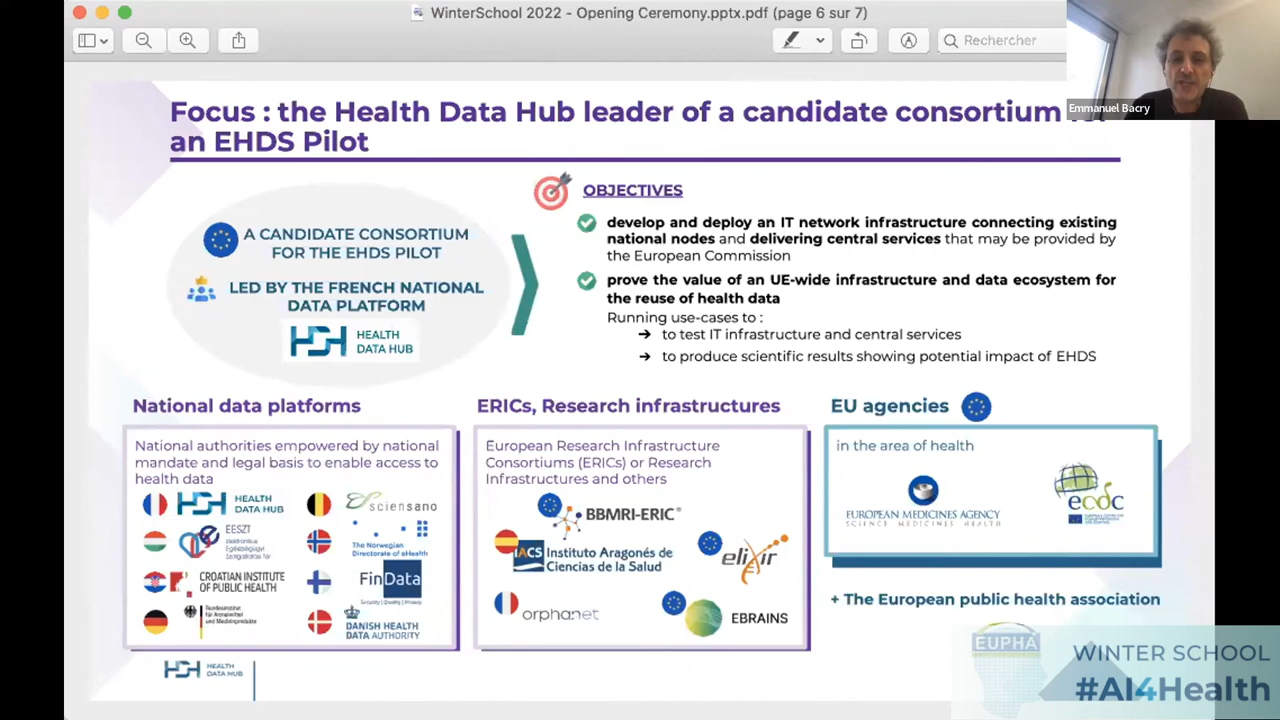 WinterSchool 2022 - Opening Ceremony.pptx.pdf (page 6 sur 7)
Rechercher
Emmanuel Bacry
Focus : the Health Data Hub leader of a candidate consortium
an EHDS Pilot
A CANDIDATE CONSORTIUM
FOR THE EHDS PILOT
LED BY THE FRENCH NATIONAL
DATA PLATFORM
HEALTH
DATA HUB
OBJECTIVES
develop and deploy an IT network infrastructure connecting existing
national nodes and delivering central services that may be provided by
the European Commission
prove the value of an UE-wide infrastructure and data ecosystem for
the reuse of health data
Running use-cases to :
➔ to test IT infrastructure and central services
➔ to produce scientific results showing potential impact of EHDS
National data platforms
National authorities empowered by national
mandate and legal basis to enable access to
health data
HEALTH
DATA HUB
sciensano
EESZT
The Norwegian
Directorate of eHealth
CROATIAN INSTITUTE
OF PUBLIC HEALTH
FinData
Security | Quality | Privacy
DANISH HEALTH
DATA AUTHORITY
ERICs, Research infrastructures
European Research Infrastructure
Consortiums (ERICs) or Research
Infrastructures and others
BBMRI-ERIC®
IACS
Instituto Aragonés de
Ciencias de la Salud
elixir
orphanet
EBRAINS
EU agencies
in the area of health
EUROPEAN MEDICINES AGENCY
SCIENCE MEDICINES HEALTH
ecdc
+ The European public health association
EUPHA
HEALTH
DATA HUB
WINTER SCHOOL
#AI4Health